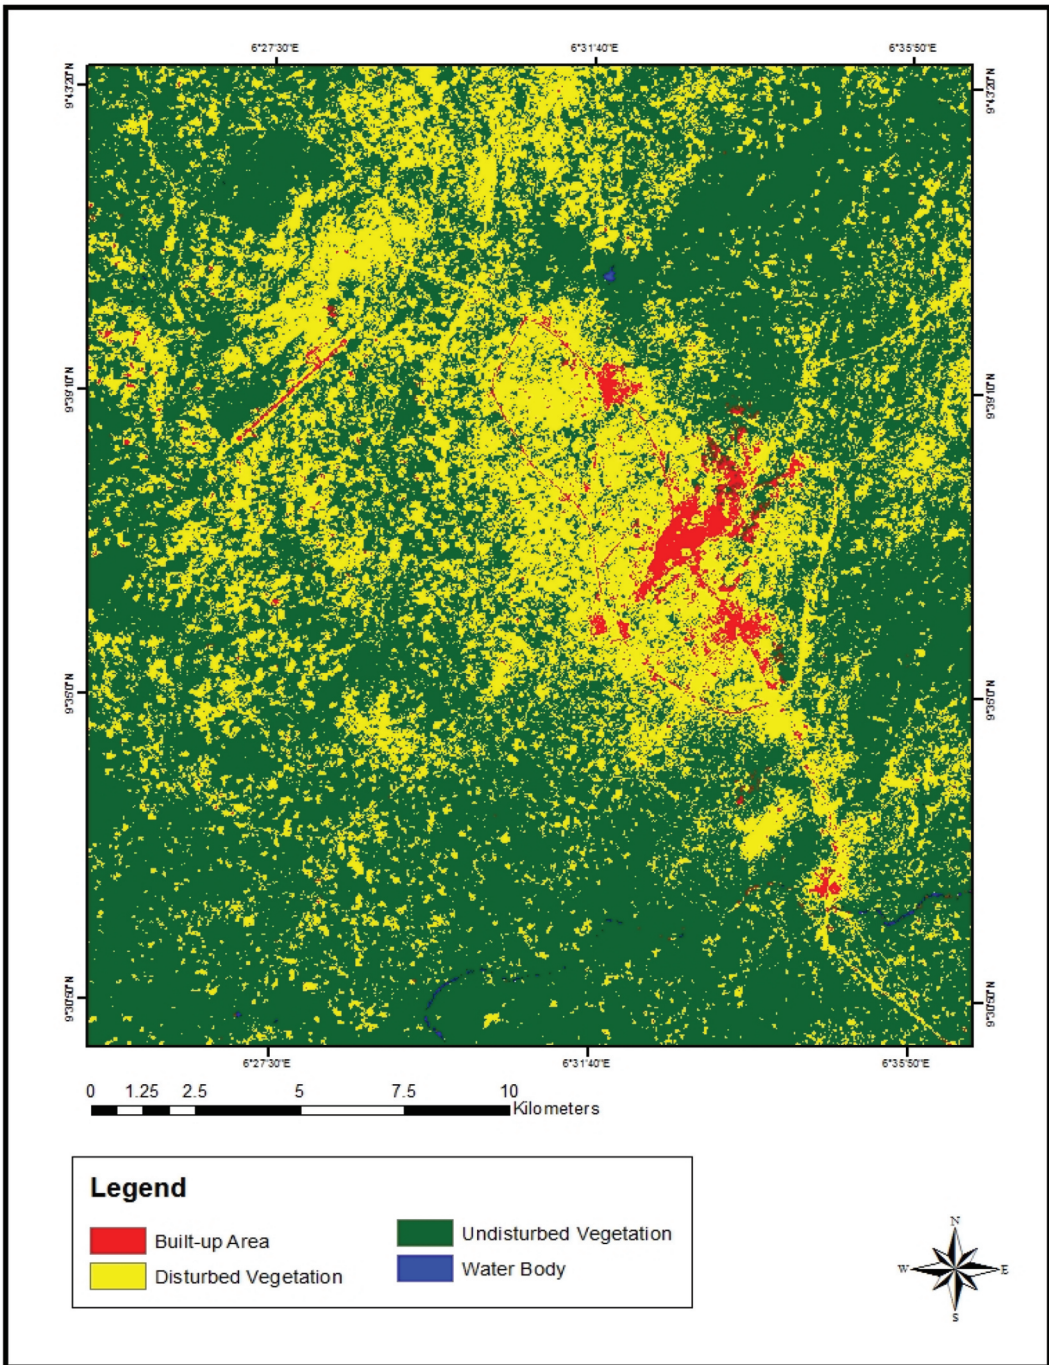 6°27'30"E
6°31'40"E
6°35'50"E
9°43'20"N
9°43'20"N
9°39'10"N
9°39'10"N
9°35'0"N
9°35'0"N
9°30'50"N
9°30'50"N
6°27'30"E
6°31'40"E
6°35'50"E
0 1.25 2.5 5 7.5 10
Kilometers
Legend
Built-up Area
Disturbed Vegetation
Undisturbed Vegetation
Water Body
N
W
E
S